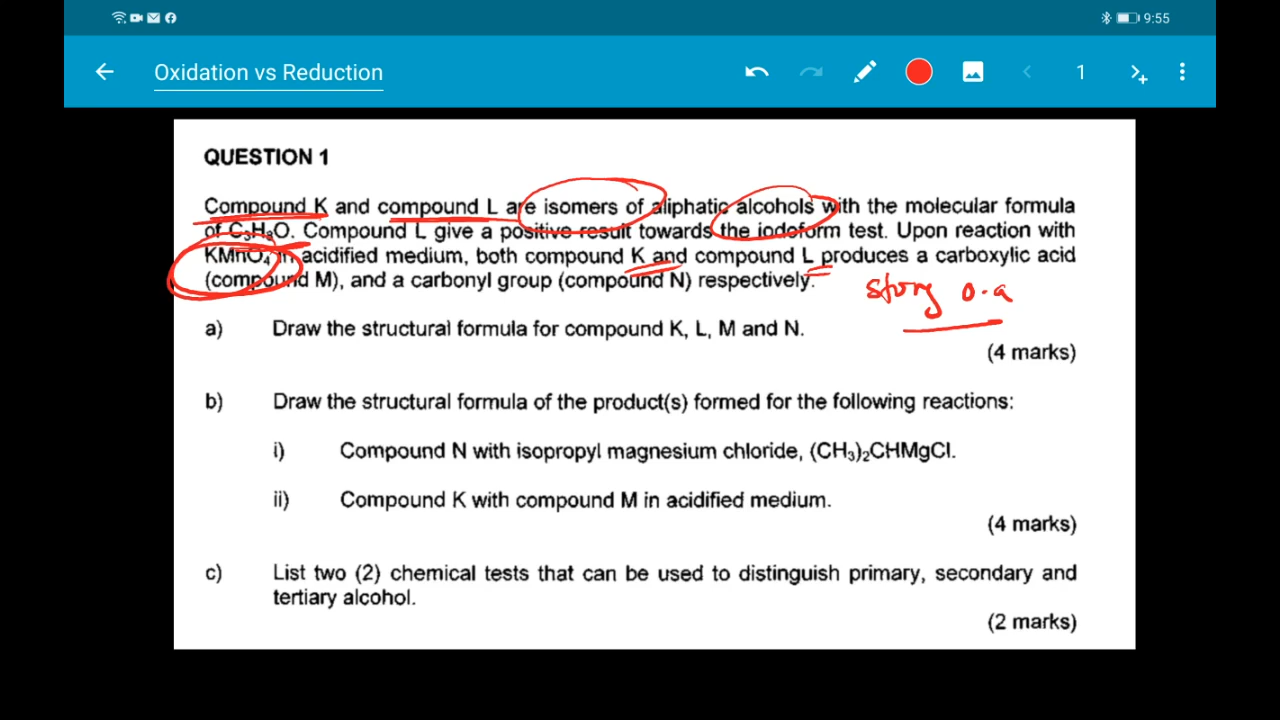 9:55
Oxidation vs Reduction
1
QUESTION 1
Compound K and compound L are isomers of aliphatic alcohols with the molecular formula
of C₃H₈O. Compound L give a positive result towards the iodoform test. Upon reaction with
KMnO₄ in acidified medium, both compound K and compound L produces a carboxylic acid
(compound M), and a carbonyl group (compound N) respectively.
strong o.a
a) Draw the structural formula for compound K, L, M and N.
(4 marks)
b) Draw the structural formula of the product(s) formed for the following reactions:
i) Compound N with isopropyl magnesium chloride, (CH₃)₂CHMgCl.
ii) Compound K with compound M in acidified medium.
(4 marks)
c) List two (2) chemical tests that can be used to distinguish primary, secondary and
tertiary alcohol.
(2 marks)